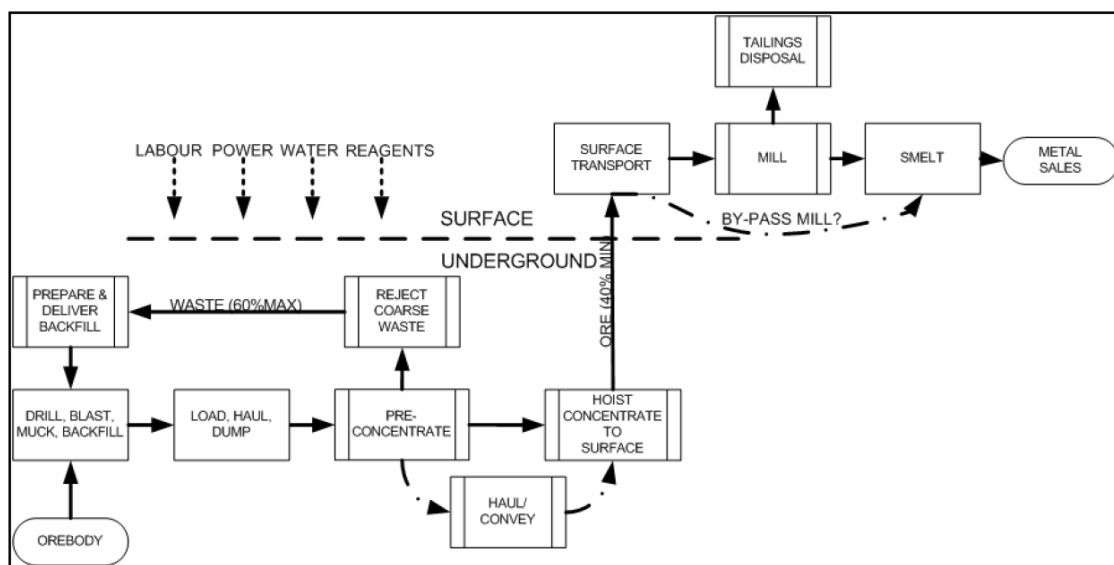 TAILINGS
DISPOSAL
LABOUR POWER WATER REAGENTS
SURFACE
TRANSPORT
MILL
SMELT
METAL
SALES
SURFACE
BY-PASS MILL?
UNDERGROUND
ORE (40% MIN)
PREPARE &
DELIVER
BACKFILL
WASTE (60%MAX)
REJECT
COARSE
WASTE
DRILL, BLAST,
MUCK, BACKFILL
LOAD, HAUL,
DUMP
PRE-
CONCENTRATE
HOIST
CONCENTRATE
TO
SURFACE
HAUL/
CONVEY
OREBODY